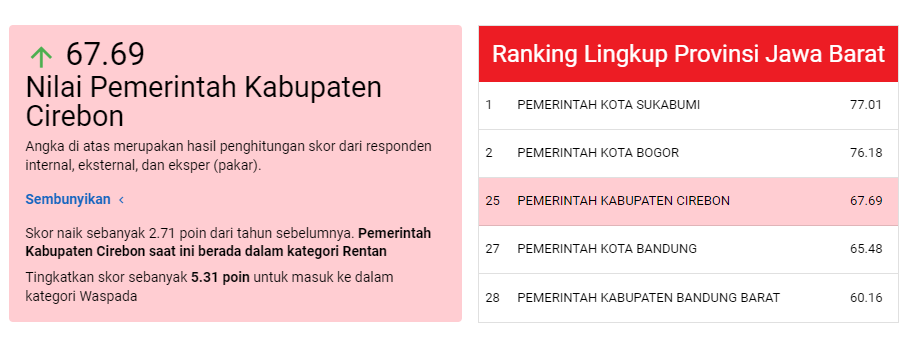 67.69
Nilai Pemerintah Kabupaten
Cirebon
Angka di atas merupakan hasil penghitungan skor dari responden
internal, eksternal, dan eksper (pakar).
Sembunyikan ‹
Skor naik sebanyak 2.71 poin dari tahun sebelumnya. Pemerintah
Kabupaten Cirebon saat ini berada dalam kategori Rentan
Tingkatkan skor sebanyak 5.31 poin untuk masuk ke dalam
kategori Waspada
Ranking Lingkup Provinsi Jawa Barat
1 PEMERINTAH KOTA SUKABUMI 77.01
2 PEMERINTAH KOTA BOGOR 76.18
25 PEMERINTAH KABUPATEN CIREBON 67.69
27 PEMERINTAH KOTA BANDUNG 65.48
28 PEMERINTAH KABUPATEN BANDUNG BARAT 60.16